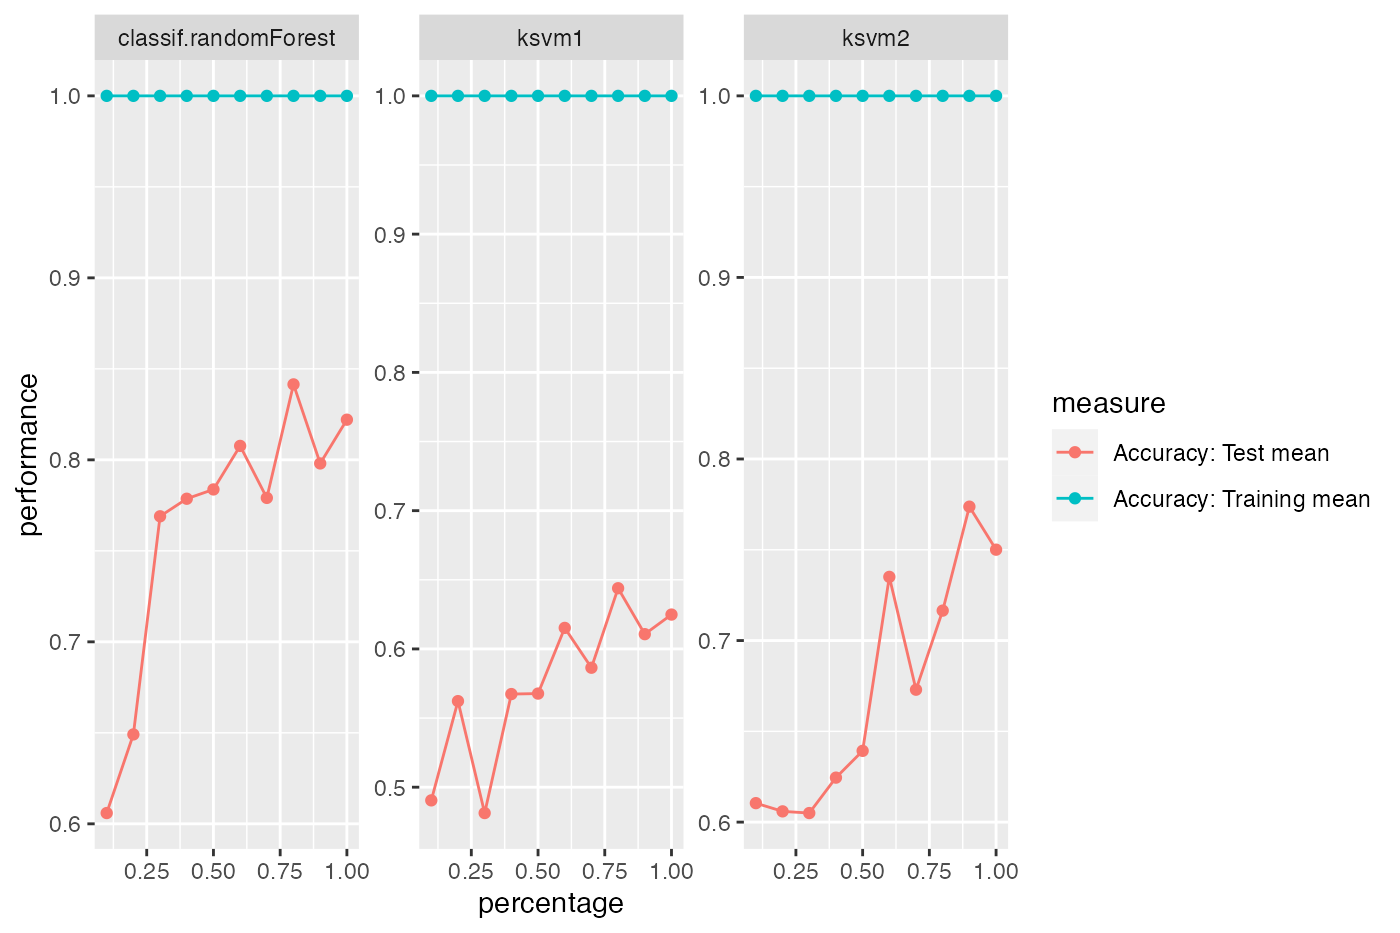 classif.randomForest
ksvm1
ksvm2
performance
1.0
0.9
0.8
0.7
0.6
1.0
0.9
0.8
0.7
0.6
0.5
1.0
0.9
0.8
0.7
0.6
0.25 0.50 0.75 1.00
0.25 0.50 0.75 1.00
0.25 0.50 0.75 1.00
percentage
measure
Accuracy: Test mean
Accuracy: Training mean